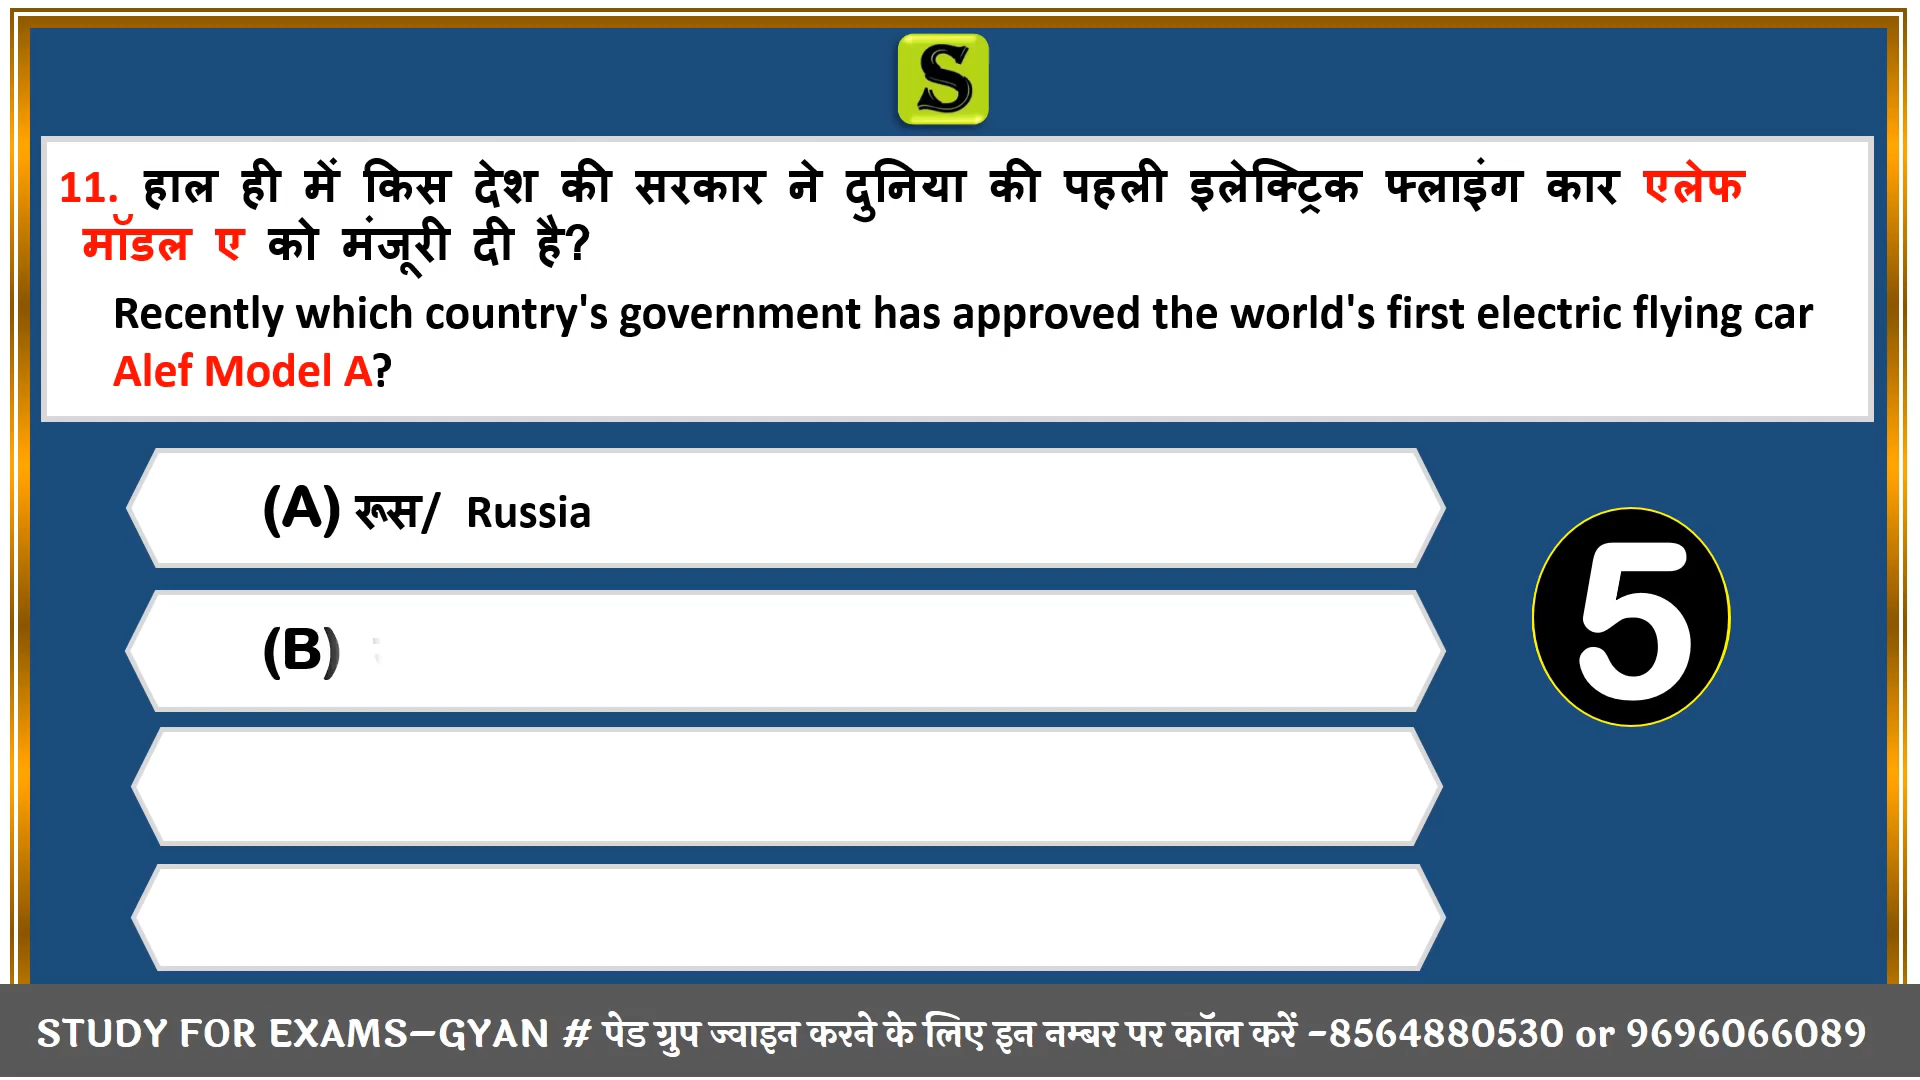 S
11. हाल ही में किस देश की सरकार ने दुनिया की पहली इलेक्ट्रिक फ्लाइंग कार एलेफ
मॉडल ए को मंजूरी दी है?
Recently which country's government has approved the world's first electric flying car
Alef Model A?
(A) रूस/ Russia
(B)
5
STUDY FOR EXAMS–GYAN # पेड ग्रुप ज्वाइन करने के लिए इन नम्बर पर कॉल करें -8564880530 or 9696066089